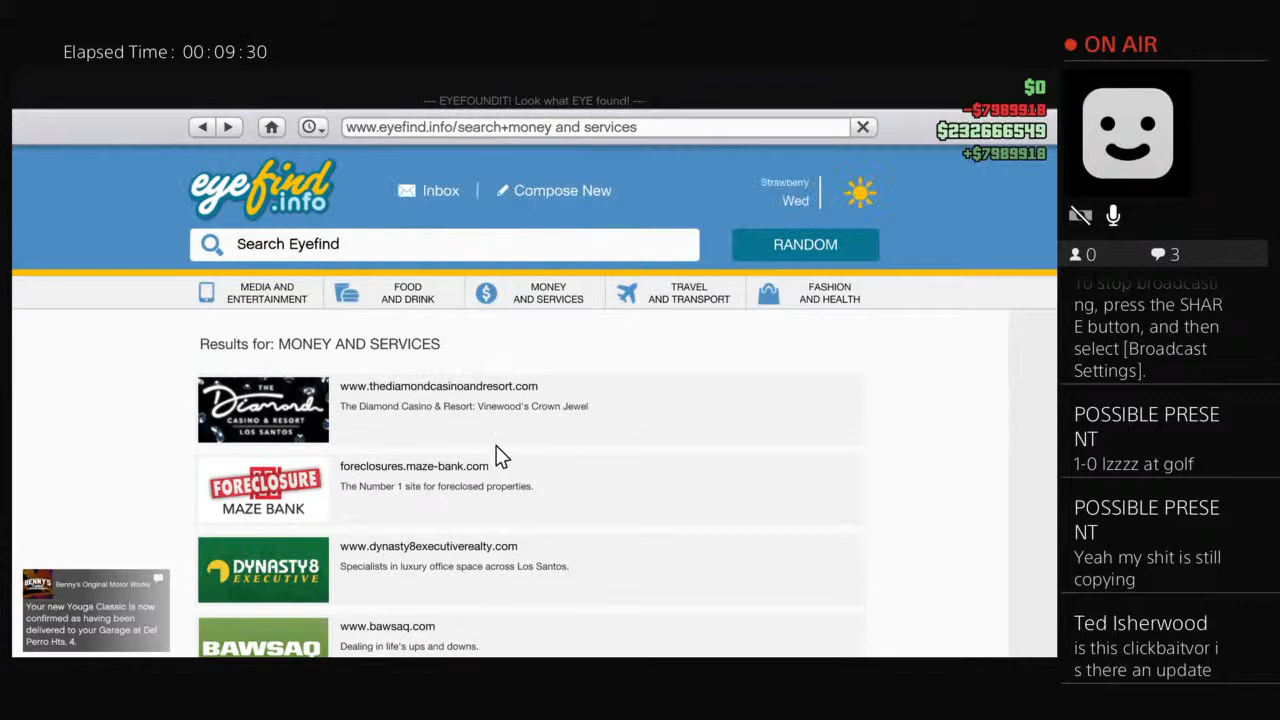 Elapsed Time: 00:09:30
ON AIR
--- EYEFOUNDIT! Look what EYE found! ---
$0
-$7989918
$232666549
+$7989918
www.eyefind.info/search+money and services
eyefind.info
Inbox
Compose New
Strawberry
Wed
Search Eyefind
RANDOM
MEDIA AND ENTERTAINMENT
FOOD AND DRINK
MONEY AND SERVICES
TRAVEL AND TRANSPORT
FASHION AND HEALTH
Results for: MONEY AND SERVICES
THE
Diamond
CASINO & RESORT
LOS SANTOS
www.thediamondcasinoandresort.com
The Diamond Casino & Resort: Vinewood's Crown Jewel
FORECLOSURE
MAZE BANK
foreclosures.maze-bank.com
The Number 1 site for foreclosed properties.
DYNASTY8
EXECUTIVE
www.dynasty8executiverealty.com
Specialists in luxury office space across Los Santos.
BAWSAQ
www.bawsaq.com
Dealing in life's ups and downs.
BENNY'S
Benny's Original Motor Works
Your new Youga Classic is now
confirmed as having been
delivered to your Garage at Del
Perro Hts, 4.
0
3
To stop broadcasti
ng, press the SHAR
E button, and then
select [Broadcast
Settings].
POSSIBLE PRESE
NT
1-0 lzzzz at golf
POSSIBLE PRESE
NT
Yeah my shit is still
copying
Ted Isherwood
is this clickbaitvor i
s there an update